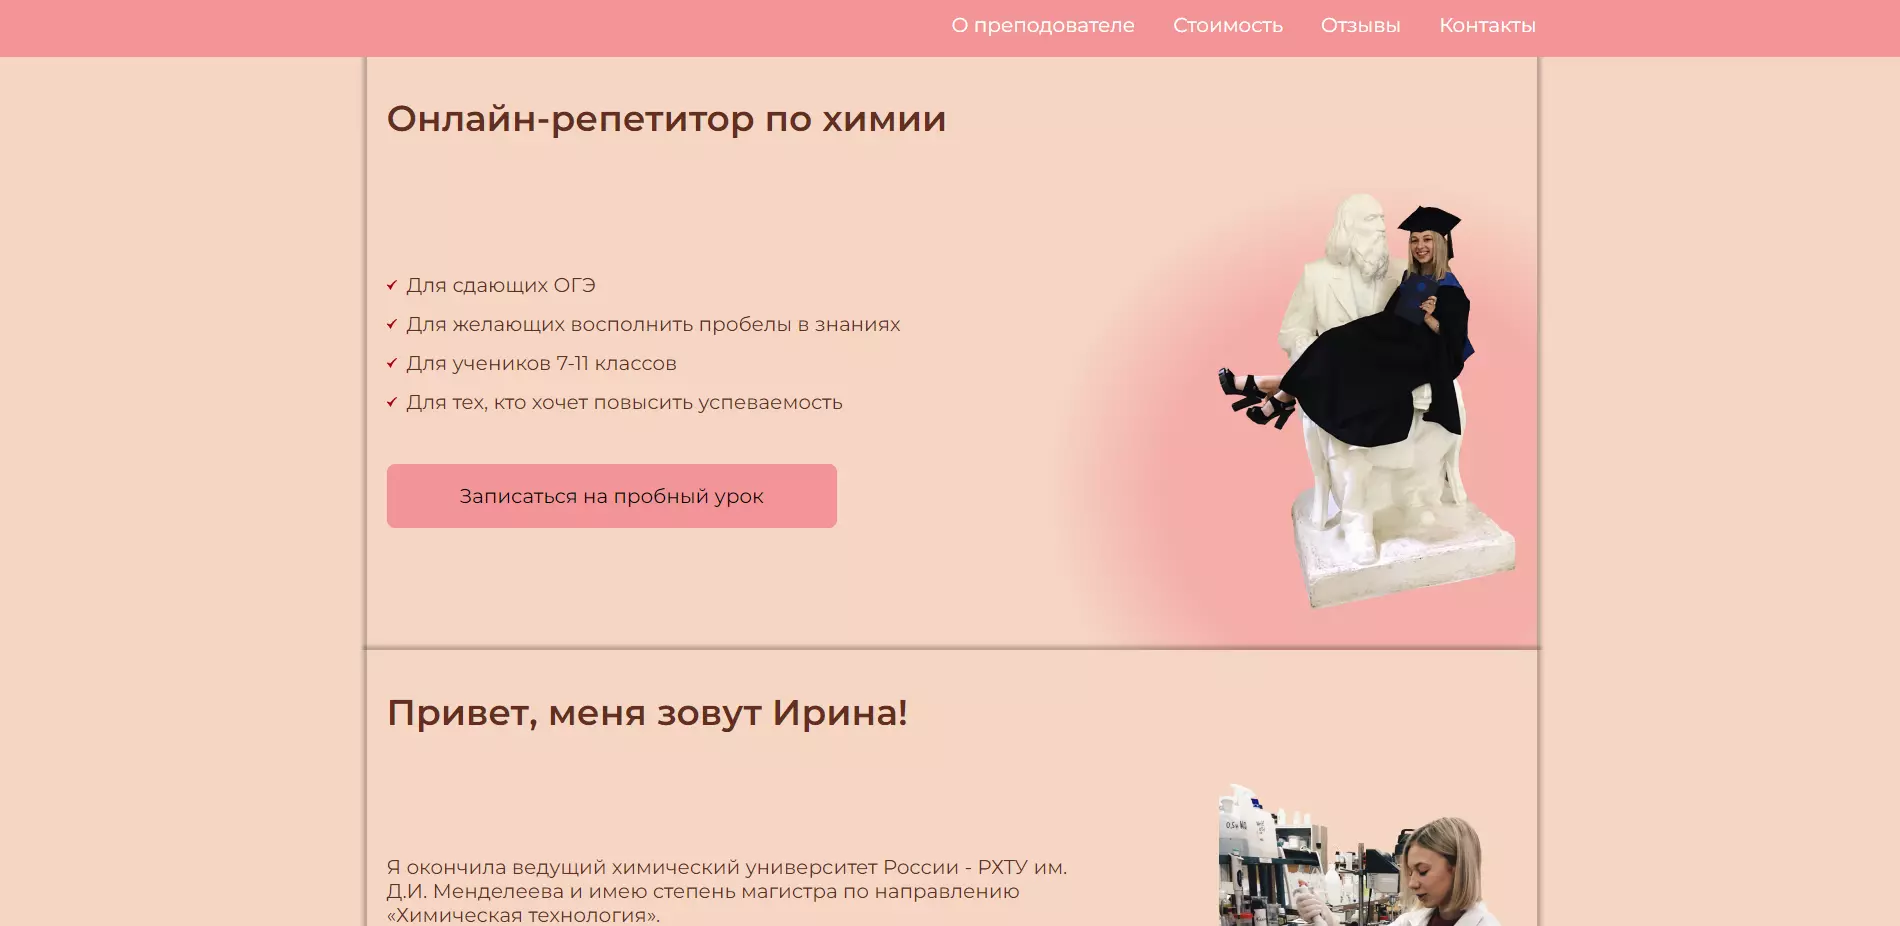 О преподователе Стоимость Отзывы Контакты
Онлайн-репетитор по химии
Для сдающих ОГЭ
Для желающих восполнить пробелы в знаниях
Для учеников 7-11 классов
Для тех, кто хочет повысить успеваемость
Записаться на пробный урок
Привет, меня зовут Ирина!
Я окончила ведущий химический университет России - РХТУ им.
Д.И. Менделеева и имею степень магистра по направлению
«Химическая технология».